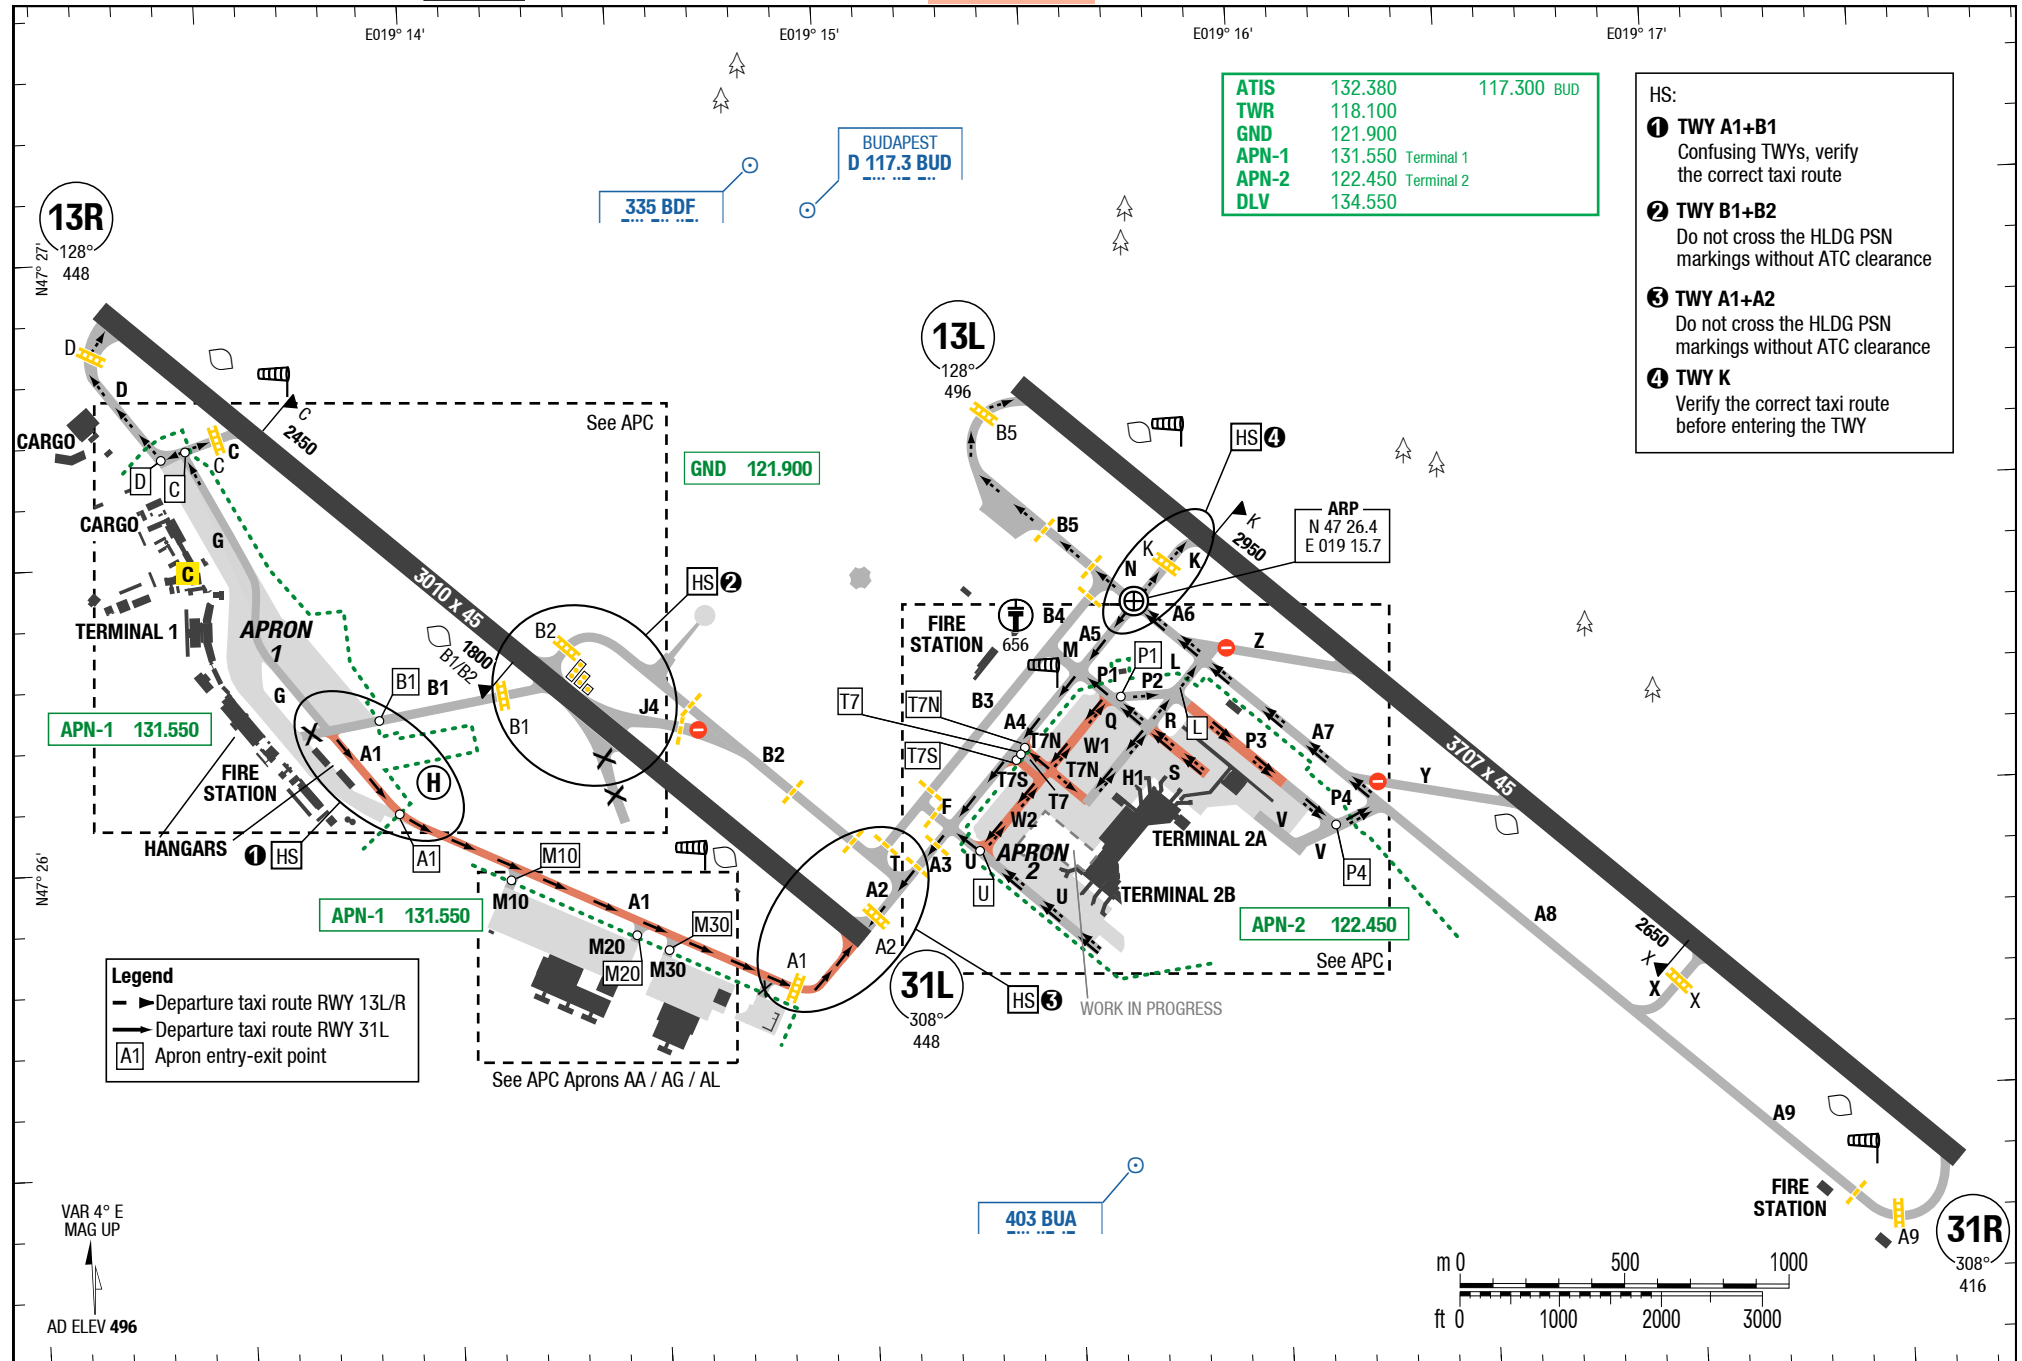 E019° 14'
E019° 15'
E019° 16'
E019° 17'
ATIS 132.380 117.300 BUD
TWR 118.100
GND 121.900
APN-1 131.550 Terminal 1
APN-2 122.450 Terminal 2
DLV 134.550
HS:
1 TWY A1+B1
Confusing TWYs, verify
the correct taxi route
2 TWY B1+B2
Do not cross the HLDG PSN
markings without ATC clearance
3 TWY A1+A2
Do not cross the HLDG PSN
markings without ATC clearance
4 TWY K
Verify the correct taxi route
before entering the TWY
BUDAPEST
D 117.3 BUD
335 BDF
13R
128°
448
N47° 27'
13L
128°
496
D
D
C
2450
See APC
CARGO
C
C
D
C
GND 121.900
B5
HS 4
K
2950
ARP
N 47 26.4
E 019 15.7
CARGO
G
C
B5
K
K
N
3010 x 45
HS 2
TERMINAL 1
APRON
1
B2
1800
B1/B2
FIRE
STATION
656
B4
A5
A6
Z
M
L
P1
P1
P2
G
B1
B1
B1
J4
B2
T7
T7N
T7S
B3
A4
Q
R
L
T7N
W1
T7N
P3
A7
APN-1 131.550
A1
H
FIRE
STATION
T7S
T7
H1
S
3707 x 45
Y
P4
F
W2
V
TERMINAL 2A
V
HANGARS
1 HS
A1
M10
T
A3
U
APRON
2
P4
M10
A1
A2
U
U
TERMINAL 2B
APN-1 131.550
M30
APN-2 122.450
A8
M20
M20
M30
A1
A2
See APC
2650
X
X
X
31L
308°
448
HS 3
WORK IN PROGRESS
Legend
Departure taxi route RWY 13L/R
Departure taxi route RWY 31L
A1 Apron entry-exit point
See APC Aprons AA / AG / AL
N47° 26'
A9
403 BUA
FIRE
STATION
A9
31R
308°
416
VAR 4° E
MAG UP
AD ELEV 496
m 0 500 1000
ft 0 1000 2000 3000